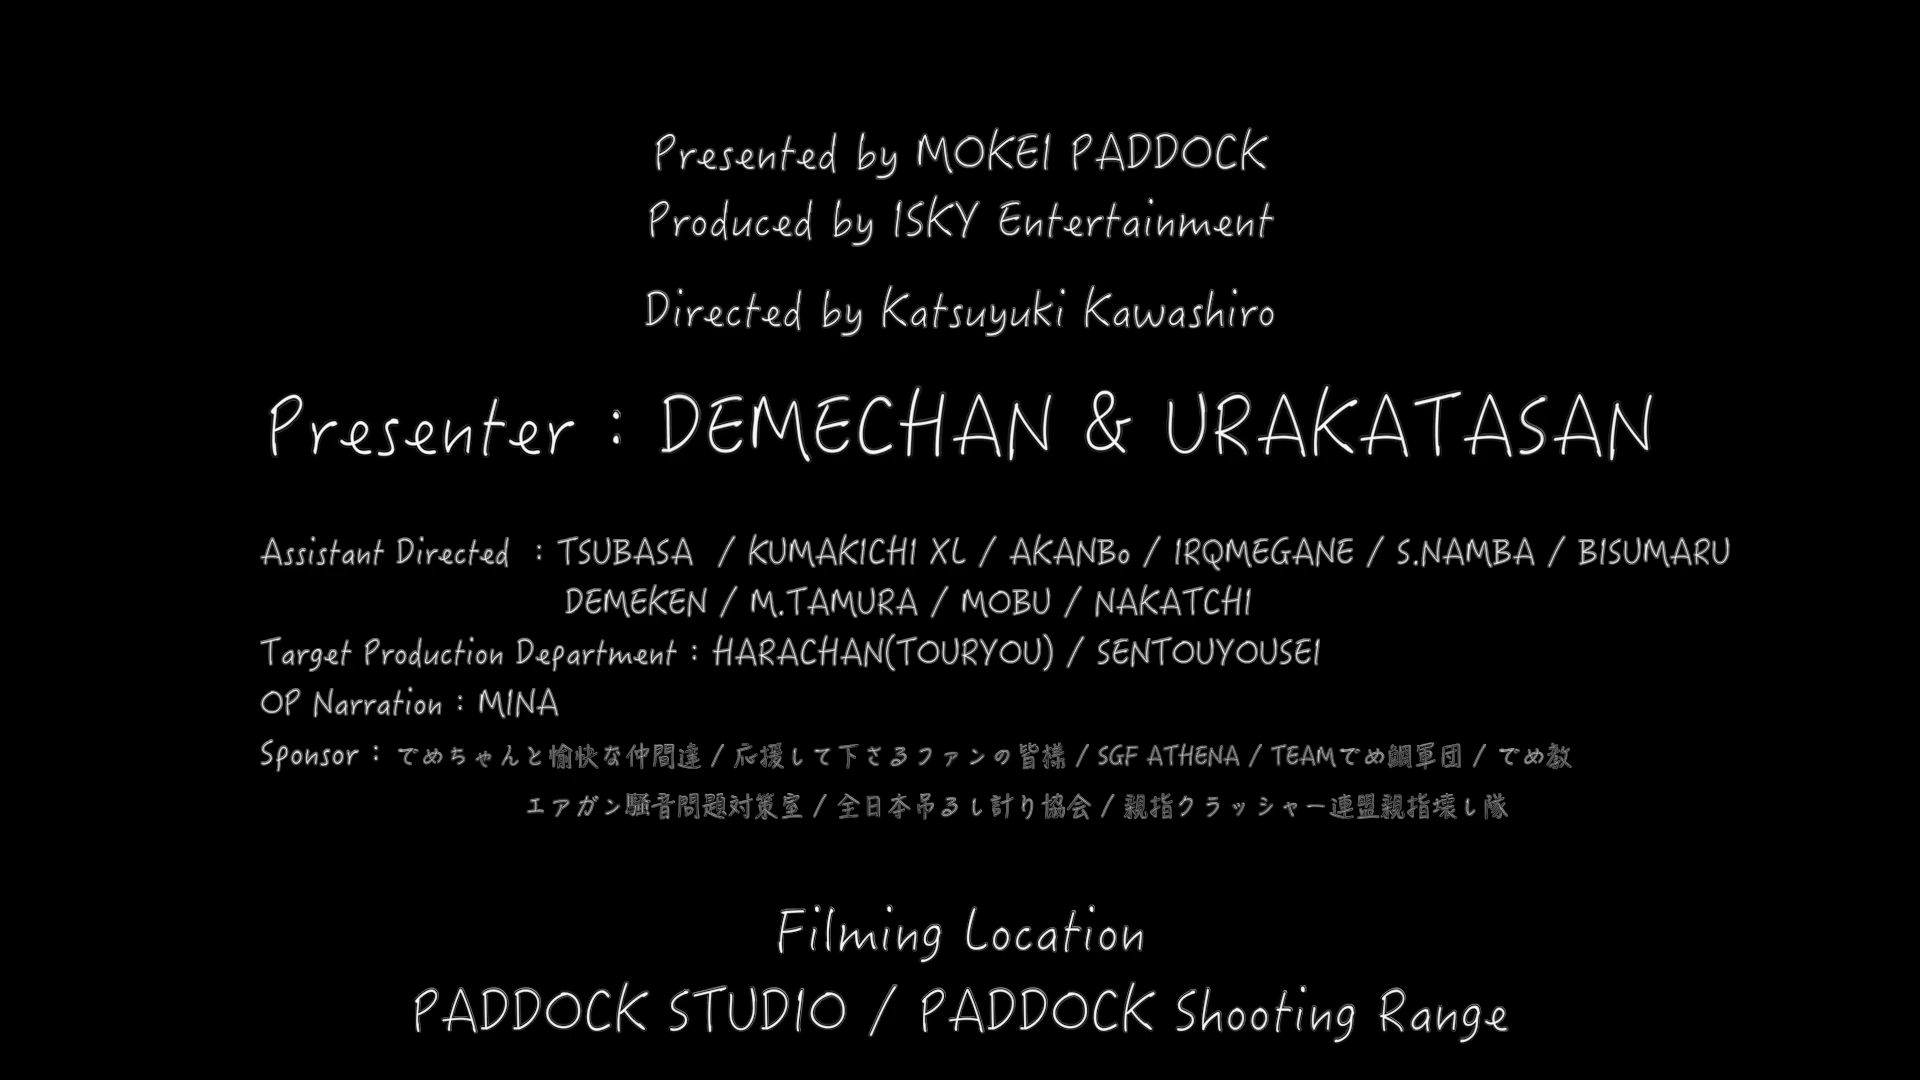 Presented by MOKEI PADDOCK
Produced by ISKY Entertainment
Directed by Katsuyuki Kawashiro
Presenter : DEMECHAN & URAKATASAN
Assistant Directed : TSUBASA / KUMAKICHI XL / AKANBo / IRQMEGANE / S.NAMBA / BISUMARU
DEMEKEN / M.TAMURA / MOBU / NAKATCHI
Target Production Department : HARACHAN(TOURYOU) / SENTOUYOUSEI
OP Narration : MINA
Sponsor : でめちゃんと愉快な仲間達 / 応援して下さるファンの皆様 / SGF ATHENA / TEAMでめ鯛軍団 / でめ教
エアガン騒音問題対策室 / 全日本吊るし計り協会 / 親指クラッシャー連盟親指壊し隊
Filming Location
PADDOCK STUDIO / PADDOCK Shooting Range